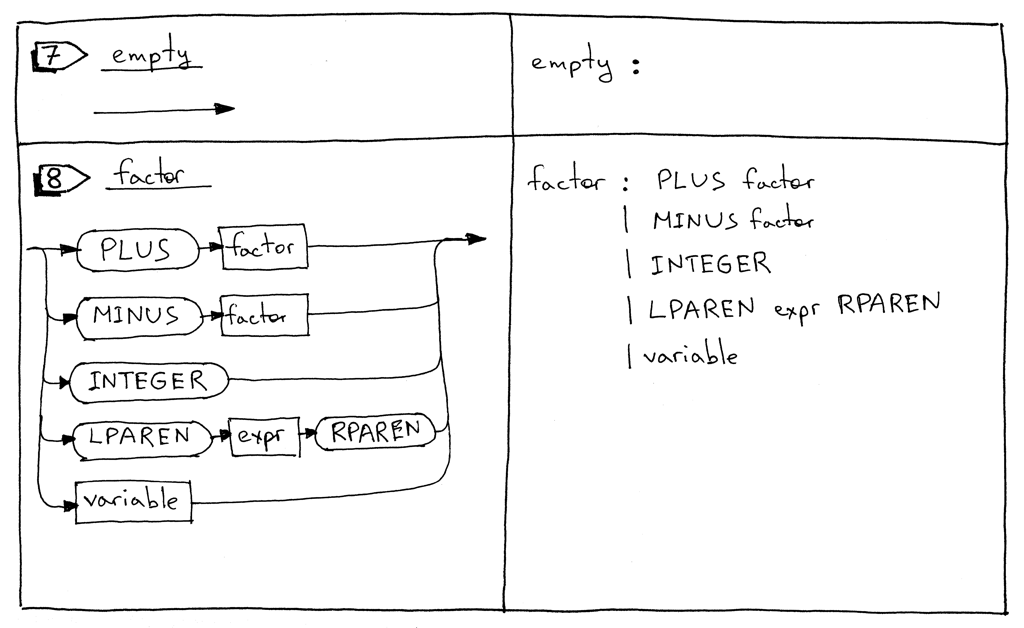 7 empty
empty :
8 factor
PLUS factor
MINUS factor
INTEGER
LPAREN expr RPAREN
variable
factor : PLUS factor
| MINUS factor
| INTEGER
| LPAREN expr RPAREN
| variable